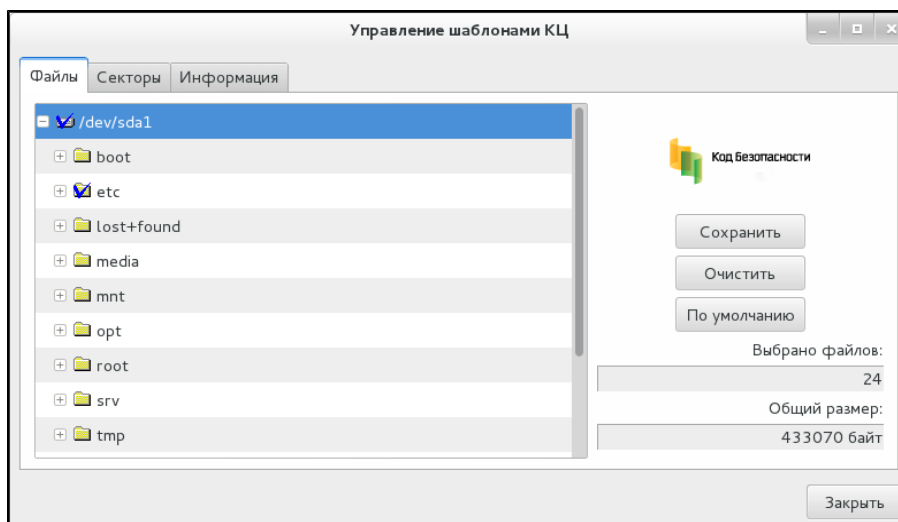 Управление шаблонами КЦ
Файлы Секторы Информация
/dev/sda1
boot
etc
lost+found
media
mnt
opt
root
srv
tmp
Код Безопасности
Сохранить
Очистить
По умолчанию
Выбрано файлов:
24
Общий размер:
433070 байт
Закрыть